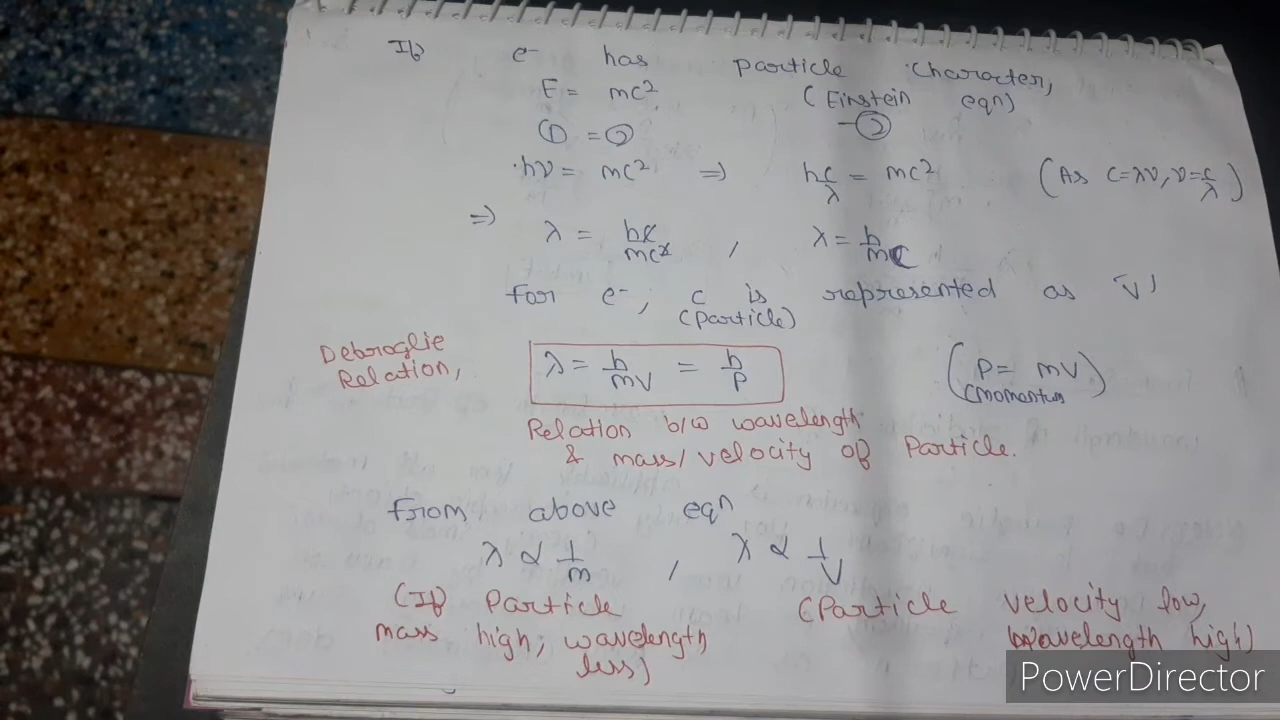 If e⁻ has particle character,
E = mc² (Einstein eqn)
① = ② —②
hν = mc² ⇒ hc/λ = mc² (As c=λν, ν=c/λ)
⇒ λ = hc/mc² , λ = h/mc
for e⁻, c is represented as 'v'
(particle)
Debroglie Relation, λ = h/mv = h/p (p = mv)
(momentum
Relation b/w wavelength
& mass/velocity of Particle.
from above eqn
λ ∝ 1/m , λ ∝ 1/v
(If Particle mass high; wavelength less)
(Particle velocity low, wavelength high)
PowerDirector